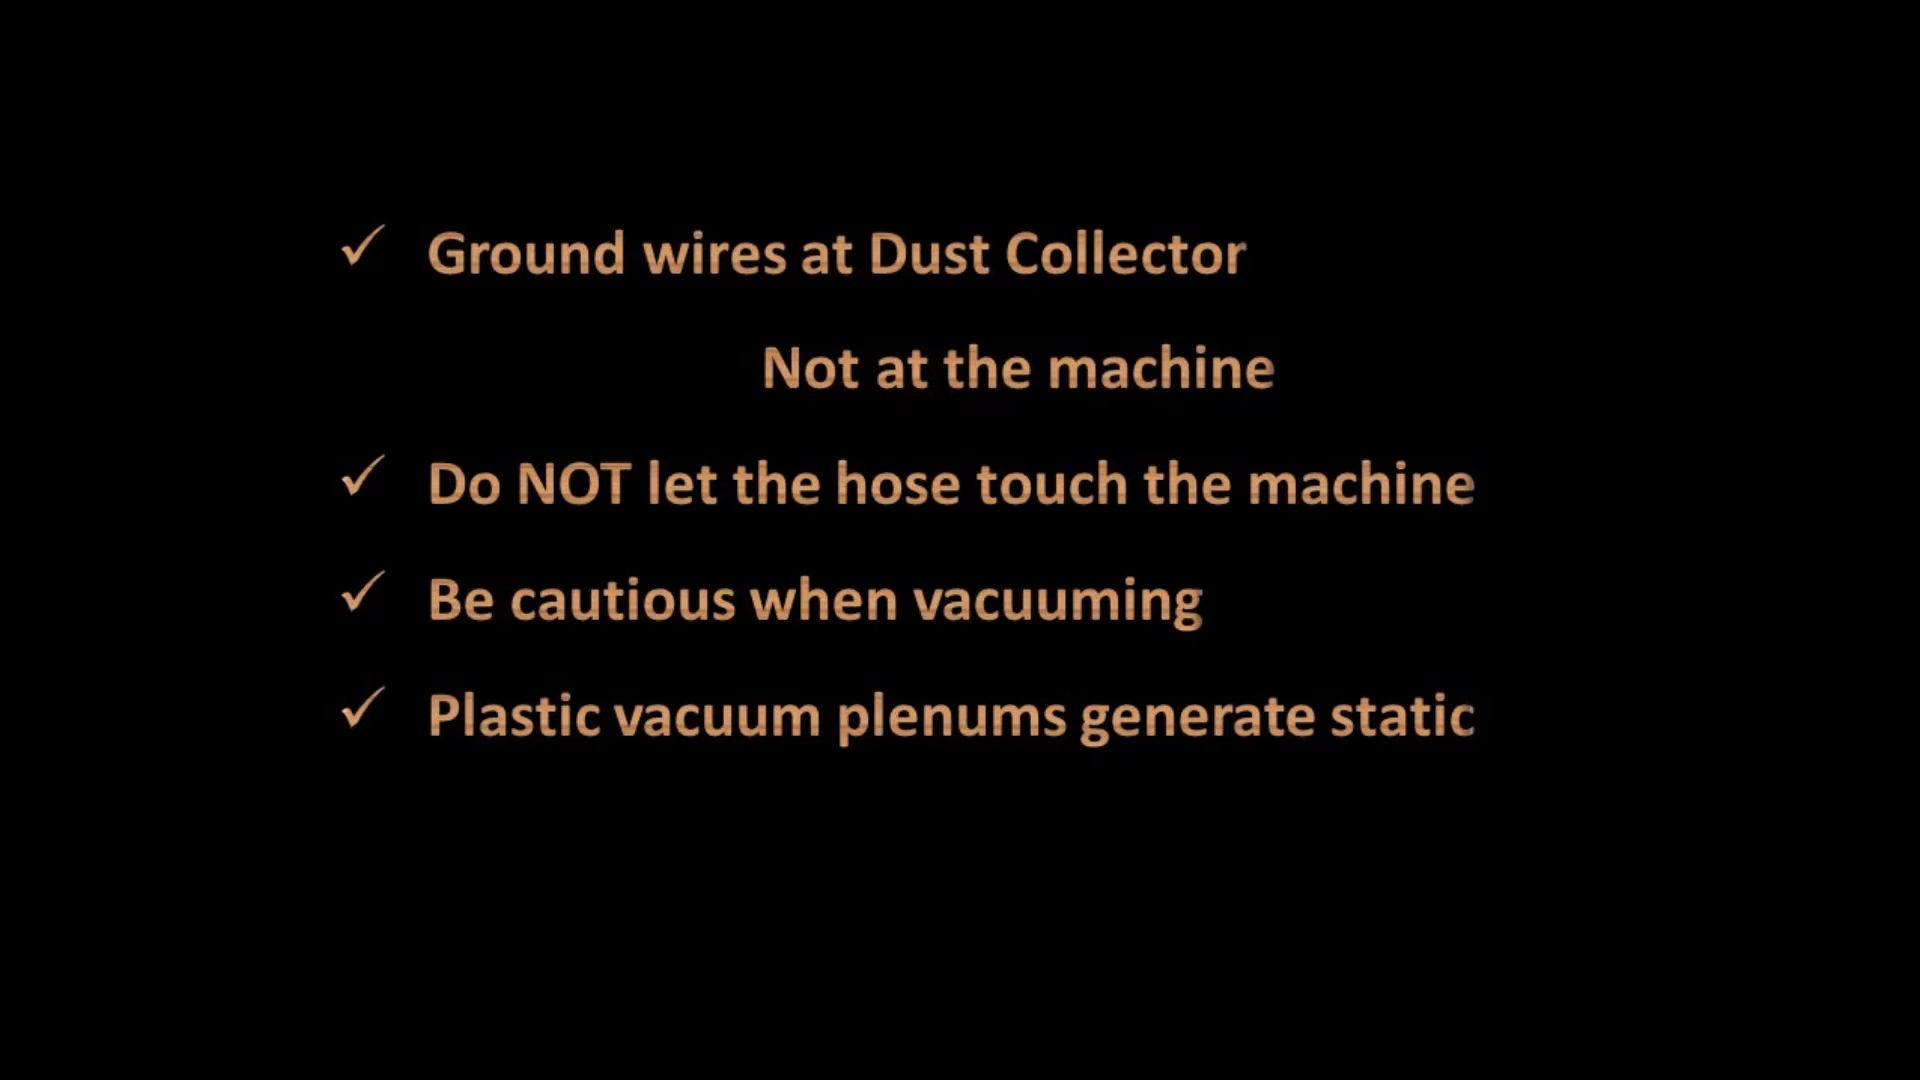 ✓ Ground wires at Dust Collector
Not at the machine
✓ Do NOT let the hose touch the machine
✓ Be cautious when vacuuming
✓ Plastic vacuum plenums generate static